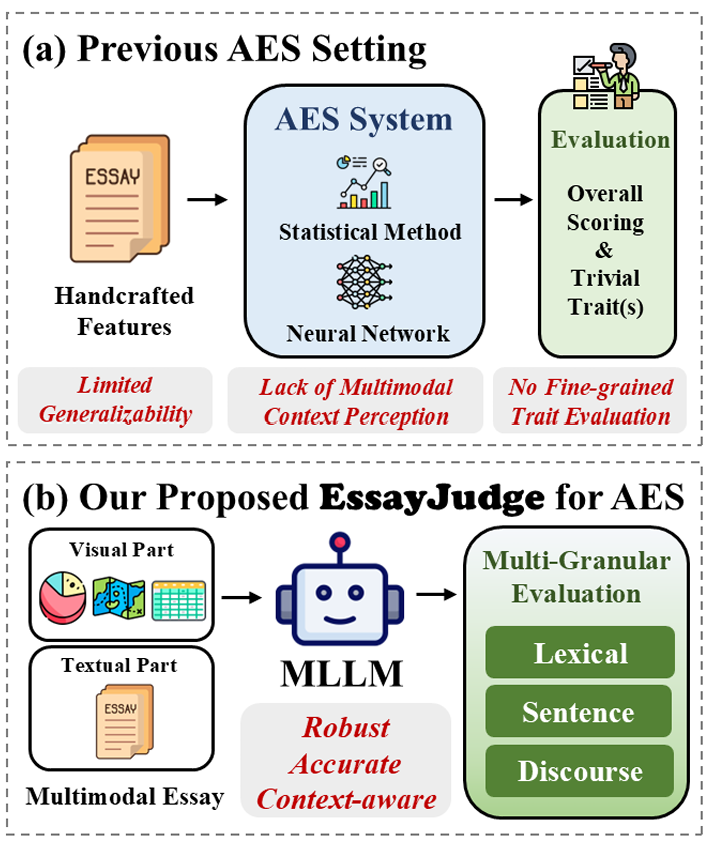 (a) Previous AES Setting
ESSAY
Handcrafted
Features
AES System
Statistical Method
Neural Network
Evaluation
Overall
Scoring
&
Trivial
Trait(s)
Limited
Generalizability
Lack of Multimodal
Context Perception
No Fine-grained
Trait Evaluation
(b) Our Proposed EssayJudge for AES
Visual Part
Textual Part
ESSAY
Multimodal Essay
MLLM
Robust
Accurate
Context-aware
Multi-Granular
Evaluation
Lexical
Sentence
Discourse